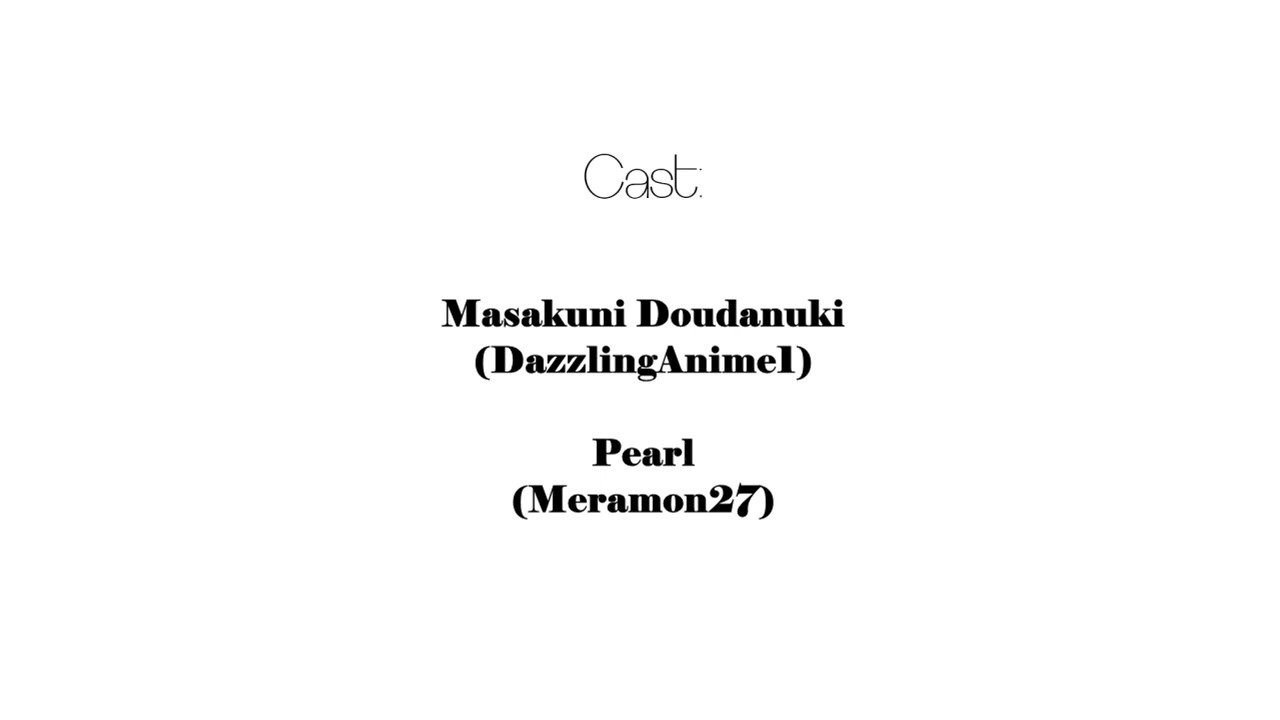 Cast:
Masakuni Doudanuki
(DazzlingAnime1)
Pearl
(Meramon27)